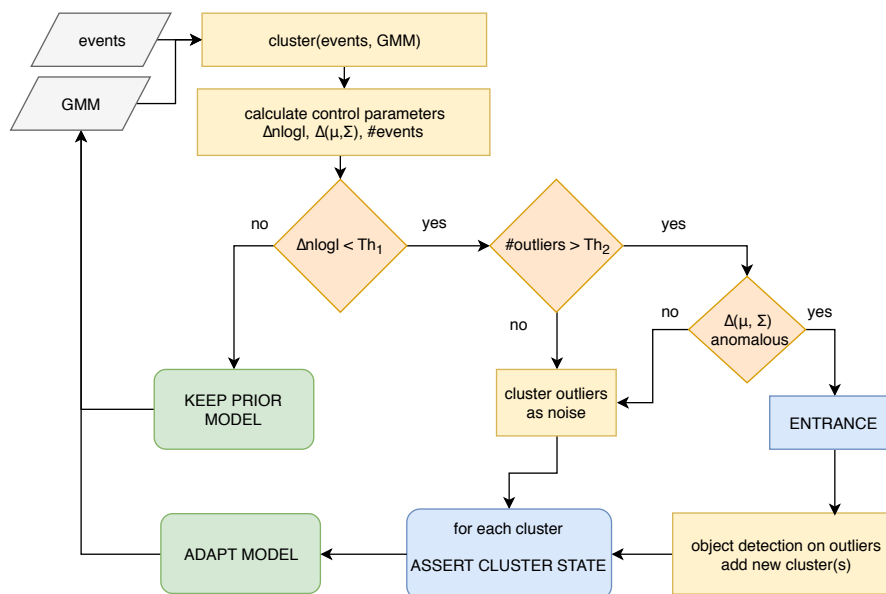 events
cluster(events, GMM)
GMM
calculate control parameters
Δnlogl, Δ(μ,Σ), #events
no
Δnlogl < Th₁
yes
#outliers > Th₂
yes
no
no
Δ(μ, Σ)
anomalous
yes
KEEP PRIOR
MODEL
cluster outliers
as noise
ENTRANCE
for each cluster
ASSERT CLUSTER STATE
ADAPT MODEL
object detection on outliers
add new cluster(s)